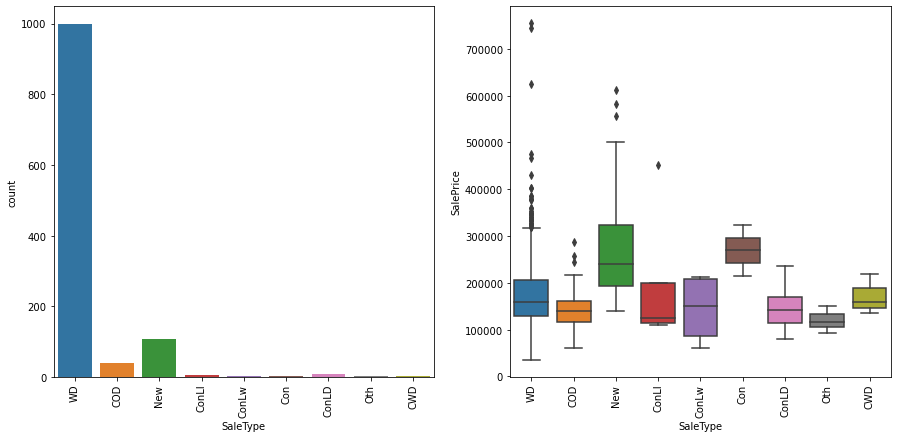 1000
800
600
400
200
0
count
WD
COD
New
ConLI
ConLw
Con
ConLD
Oth
CWD
SaleType
700000
600000
500000
400000
300000
200000
100000
0
SalePrice
WD
COD
New
ConLI
ConLw
Con
ConLD
Oth
CWD
SaleType